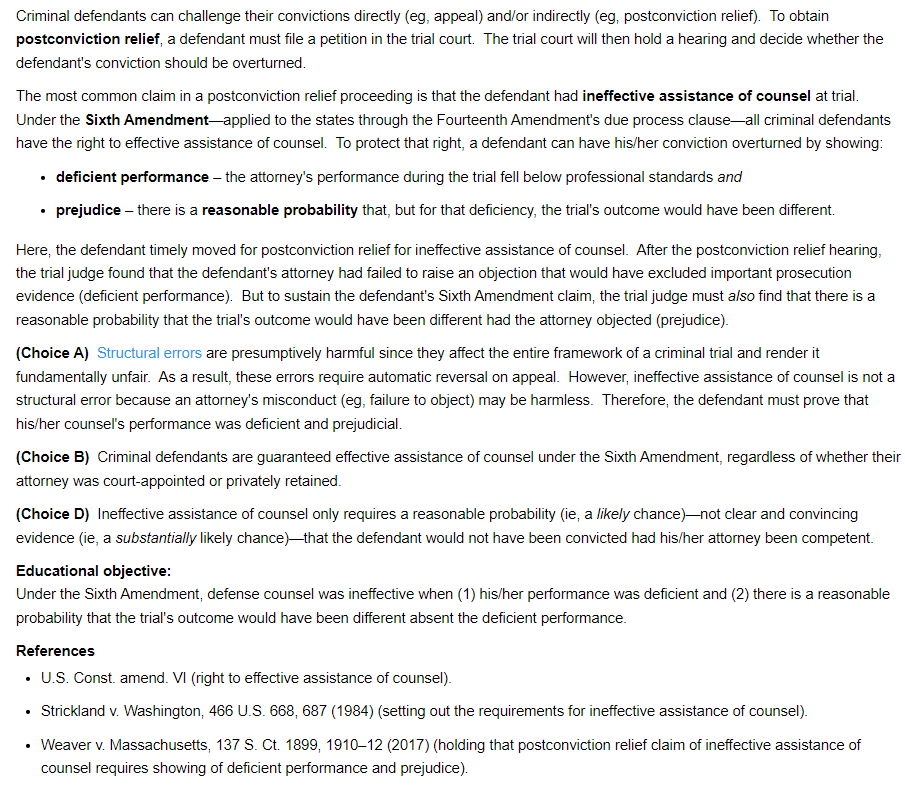 Criminal defendants can challenge their convictions directly (eg, appeal) and/or indirectly (eg, postconviction relief).  To obtain
postconviction relief, a defendant must file a petition in the trial court.  The trial court will then hold a hearing and decide whether the
defendant's conviction should be overturned.
The most common claim in a postconviction relief proceeding is that the defendant had ineffective assistance of counsel at trial.
Under the Sixth Amendment—applied to the states through the Fourteenth Amendment's due process clause—all criminal defendants
have the right to effective assistance of counsel.  To protect that right, a defendant can have his/her conviction overturned by showing:
• deficient performance – the attorney's performance during the trial fell below professional standards and
• prejudice – there is a reasonable probability that, but for that deficiency, the trial's outcome would have been different.
Here, the defendant timely moved for postconviction relief for ineffective assistance of counsel.  After the postconviction relief hearing,
the trial judge found that the defendant's attorney had failed to raise an objection that would have excluded important prosecution
evidence (deficient performance).  But to sustain the defendant's Sixth Amendment claim, the trial judge must also find that there is a
reasonable probability that the trial's outcome would have been different had the attorney objected (prejudice).
(Choice A)  Structural errors are presumptively harmful since they affect the entire framework of a criminal trial and render it
fundamentally unfair.  As a result, these errors require automatic reversal on appeal.  However, ineffective assistance of counsel is not a
structural error because an attorney's misconduct (eg, failure to object) may be harmless.  Therefore, the defendant must prove that
his/her counsel's performance was deficient and prejudicial.
(Choice B)  Criminal defendants are guaranteed effective assistance of counsel under the Sixth Amendment, regardless of whether their
attorney was court-appointed or privately retained.
(Choice D)  Ineffective assistance of counsel only requires a reasonable probability (ie, a likely chance)—not clear and convincing
evidence (ie, a substantially likely chance)—that the defendant would not have been convicted had his/her attorney been competent.
Educational objective:
Under the Sixth Amendment, defense counsel was ineffective when (1) his/her performance was deficient and (2) there is a reasonable
probability that the trial's outcome would have been different absent the deficient performance.
References
• U.S. Const. amend. VI (right to effective assistance of counsel).
• Strickland v. Washington, 466 U.S. 668, 687 (1984) (setting out the requirements for ineffective assistance of counsel).
• Weaver v. Massachusetts, 137 S. Ct. 1899, 1910–12 (2017) (holding that postconviction relief claim of ineffective assistance of
counsel requires showing of deficient performance and prejudice).